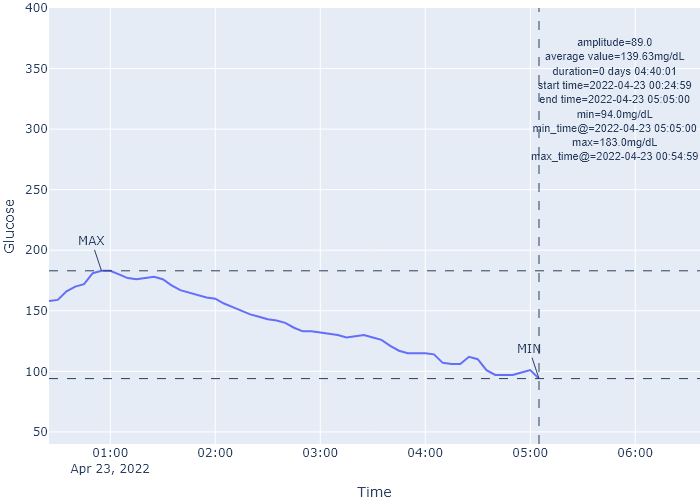 400
350
300
250
200
150
100
50
Glucose
amplitude=89.0
average value=139.63mg/dL
duration=0 days 04:40:01
start time=2022-04-23 00:24:59
end time=2022-04-23 05:05:00
min=94.0mg/dL
min_time@=2022-04-23 05:05:00
max=183.0mg/dL
max_time@=2022-04-23 00:54:59
MAX
MIN
01:00 02:00 03:00 04:00 05:00 06:00
Apr 23, 2022
Time